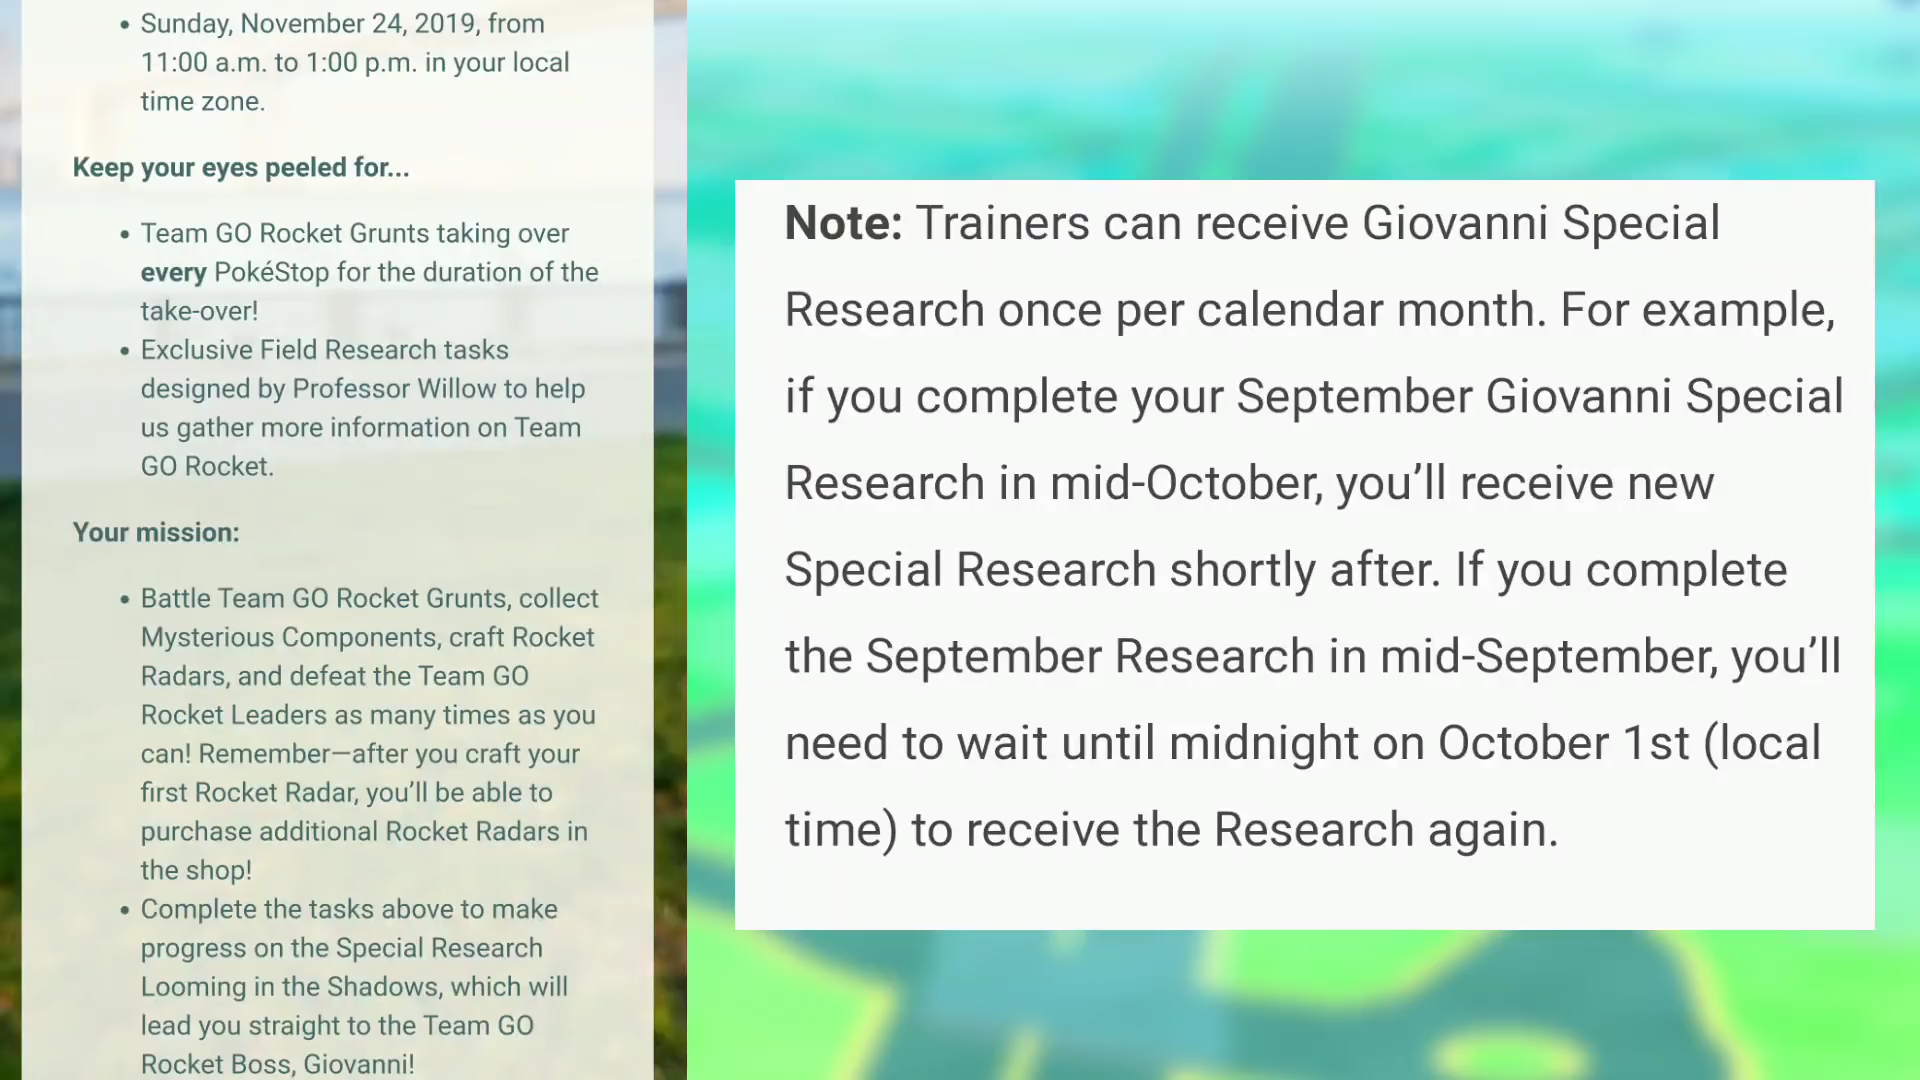 Sunday, November 24, 2019, from
11:00 a.m. to 1:00 p.m. in your local
time zone.
Keep your eyes peeled for...
Team GO Rocket Grunts taking over
every PokéStop for the duration of the
take-over!
Exclusive Field Research tasks
designed by Professor Willow to help
us gather more information on Team
GO Rocket.
Your mission:
Battle Team GO Rocket Grunts, collect
Mysterious Components, craft Rocket
Radars, and defeat the Team GO
Rocket Leaders as many times as you
can! Remember—after you craft your
first Rocket Radar, you’ll be able to
purchase additional Rocket Radars in
the shop!
Complete the tasks above to make
progress on the Special Research
Looming in the Shadows, which will
lead you straight to the Team GO
Rocket Boss, Giovanni!
Note: Trainers can receive Giovanni Special
Research once per calendar month. For example,
if you complete your September Giovanni Special
Research in mid-October, you’ll receive new
Special Research shortly after. If you complete
the September Research in mid-September, you’ll
need to wait until midnight on October 1st (local
time) to receive the Research again.